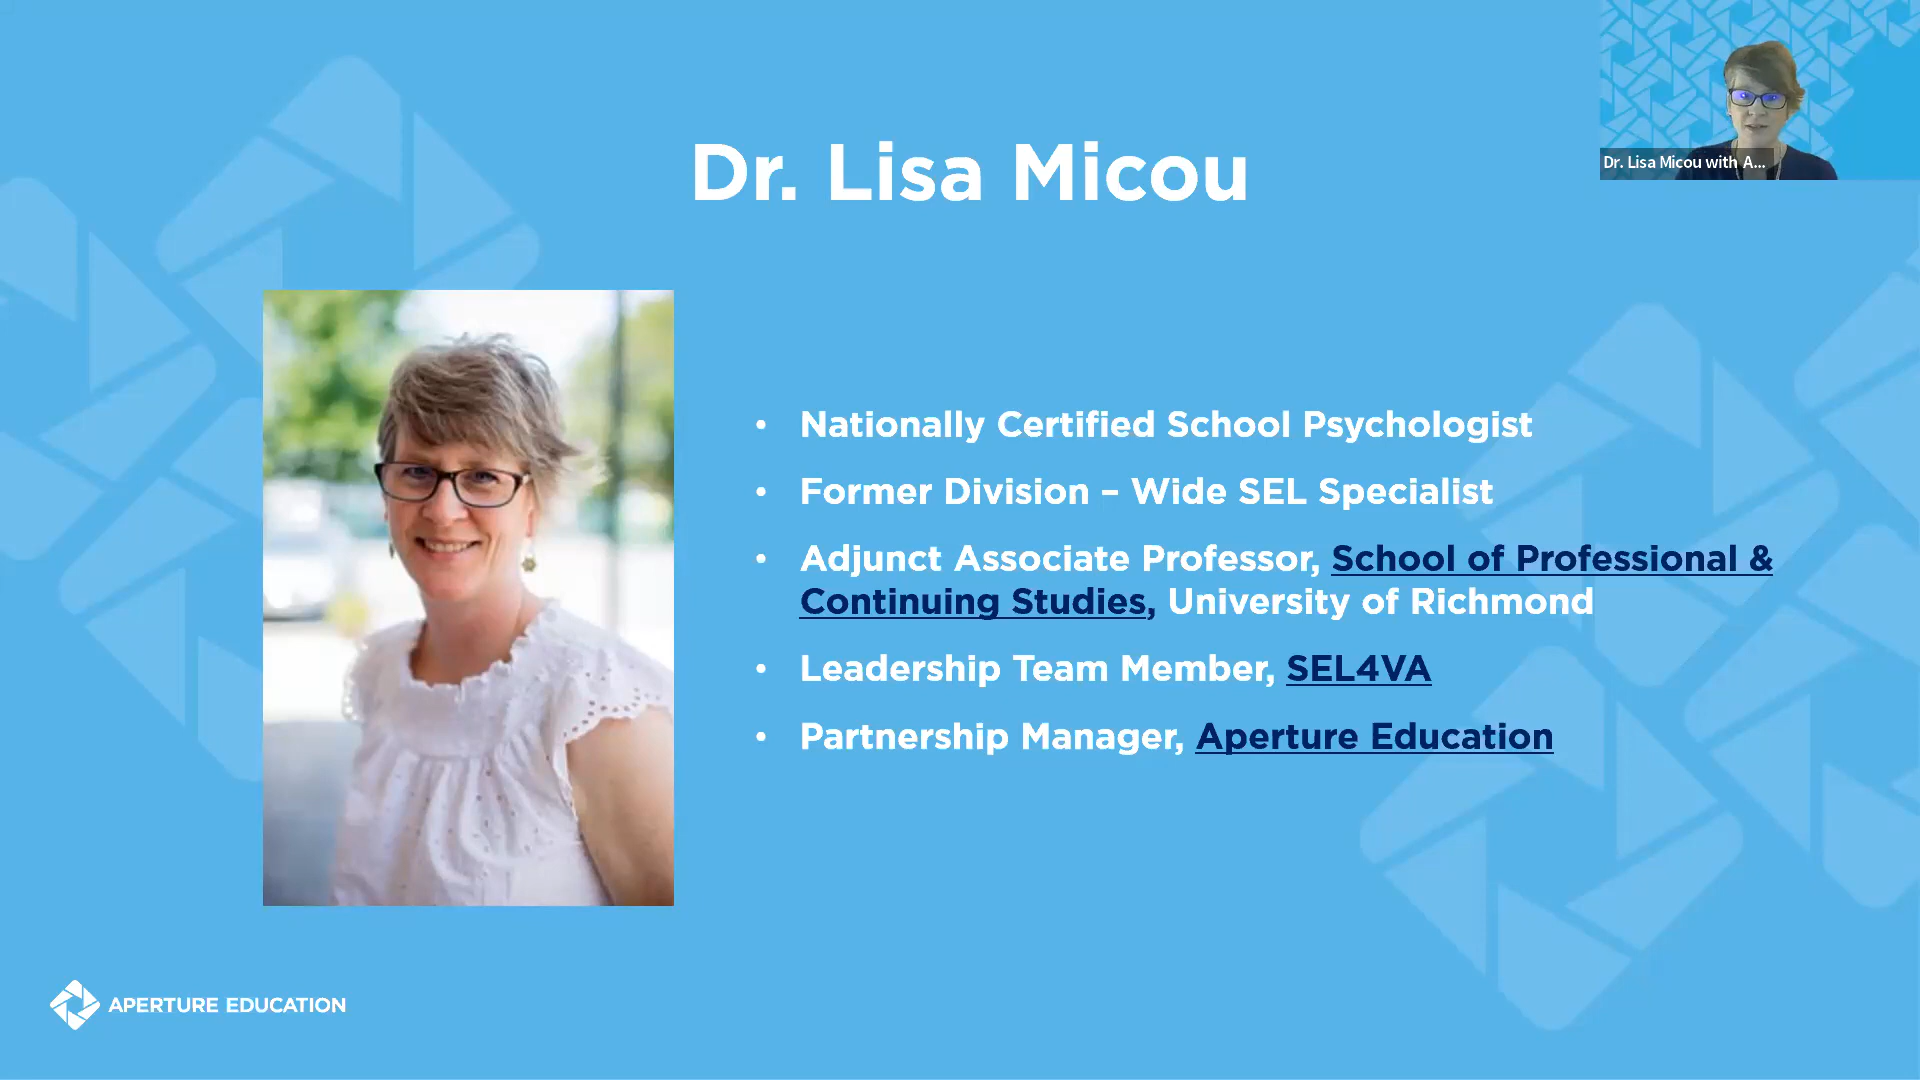 Dr. Lisa Micou with A...
Dr. Lisa Micou
• Nationally Certified School Psychologist
• Former Division – Wide SEL Specialist
• Adjunct Associate Professor, School of Professional &
Continuing Studies, University of Richmond
• Leadership Team Member, SEL4VA
• Partnership Manager, Aperture Education
APERTURE EDUCATION